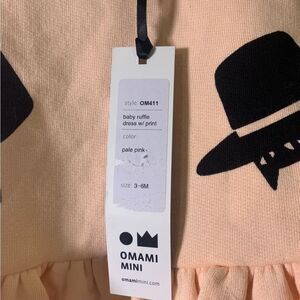 style: OM411
baby ruffle
dress w/ print
color:
pale pink
size: 3-6M
OMAMI
MINI
omamimini.com